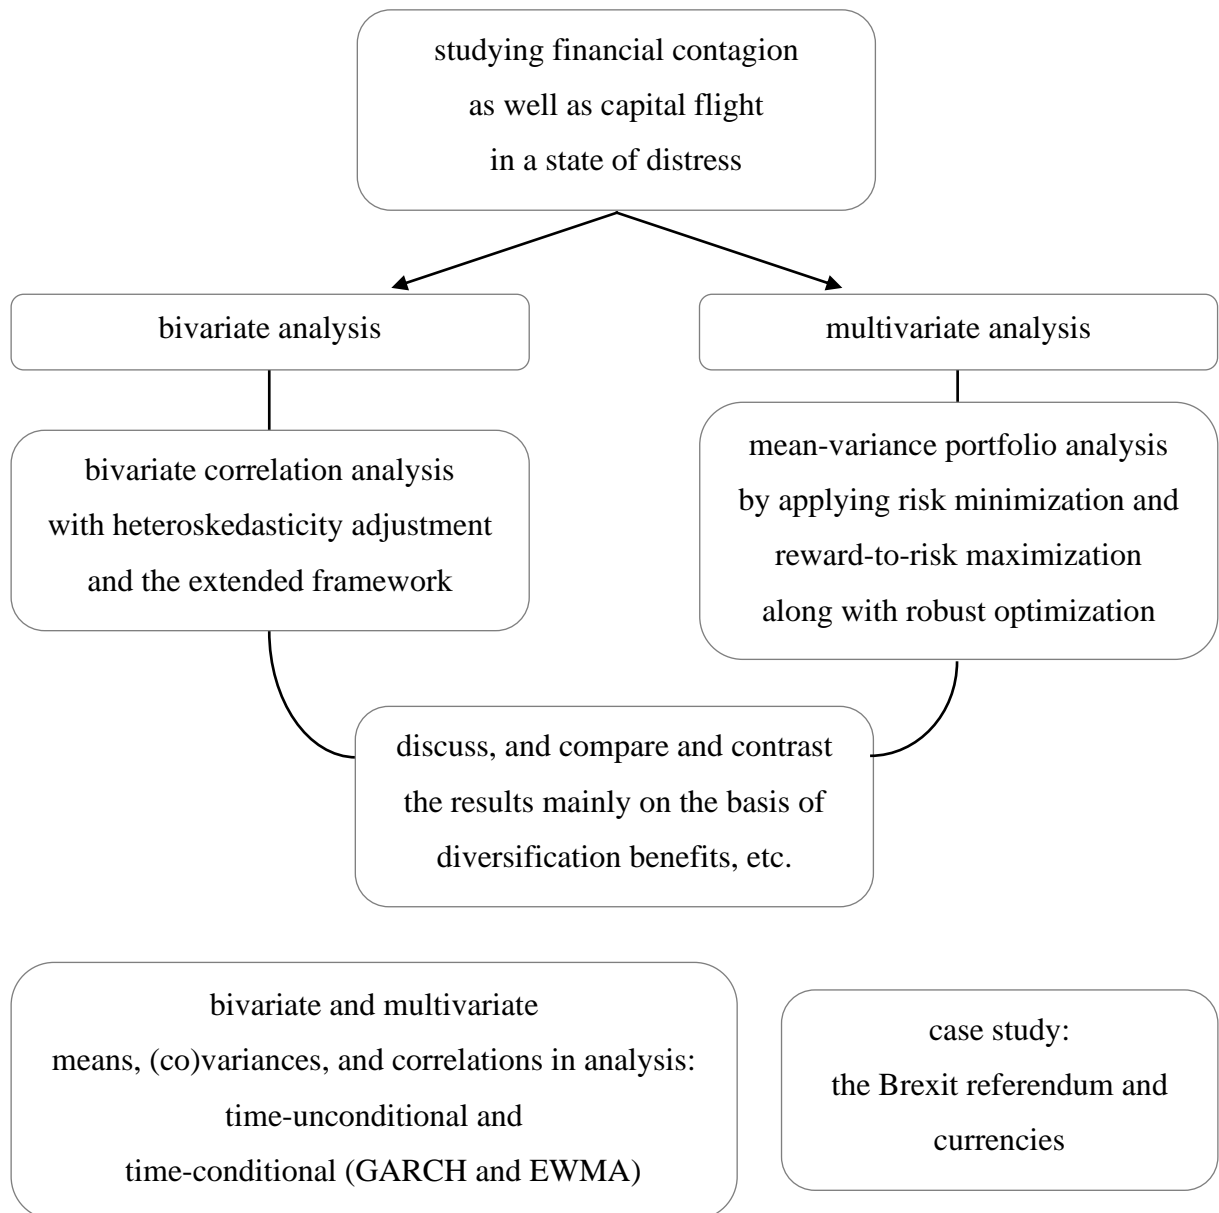 studying financial contagion
as well as capital flight
in a state of distress
bivariate analysis
multivariate analysis
bivariate correlation analysis
with heteroskedasticity adjustment
and the extended framework
mean-variance portfolio analysis
by applying risk minimization and
reward-to-risk maximization
along with robust optimization
discuss, and compare and contrast
the results mainly on the basis of
diversification benefits, etc.
bivariate and multivariate
means, (co)variances, and correlations in analysis:
time-unconditional and
time-conditional (GARCH and EWMA)
case study:
the Brexit referendum and
currencies